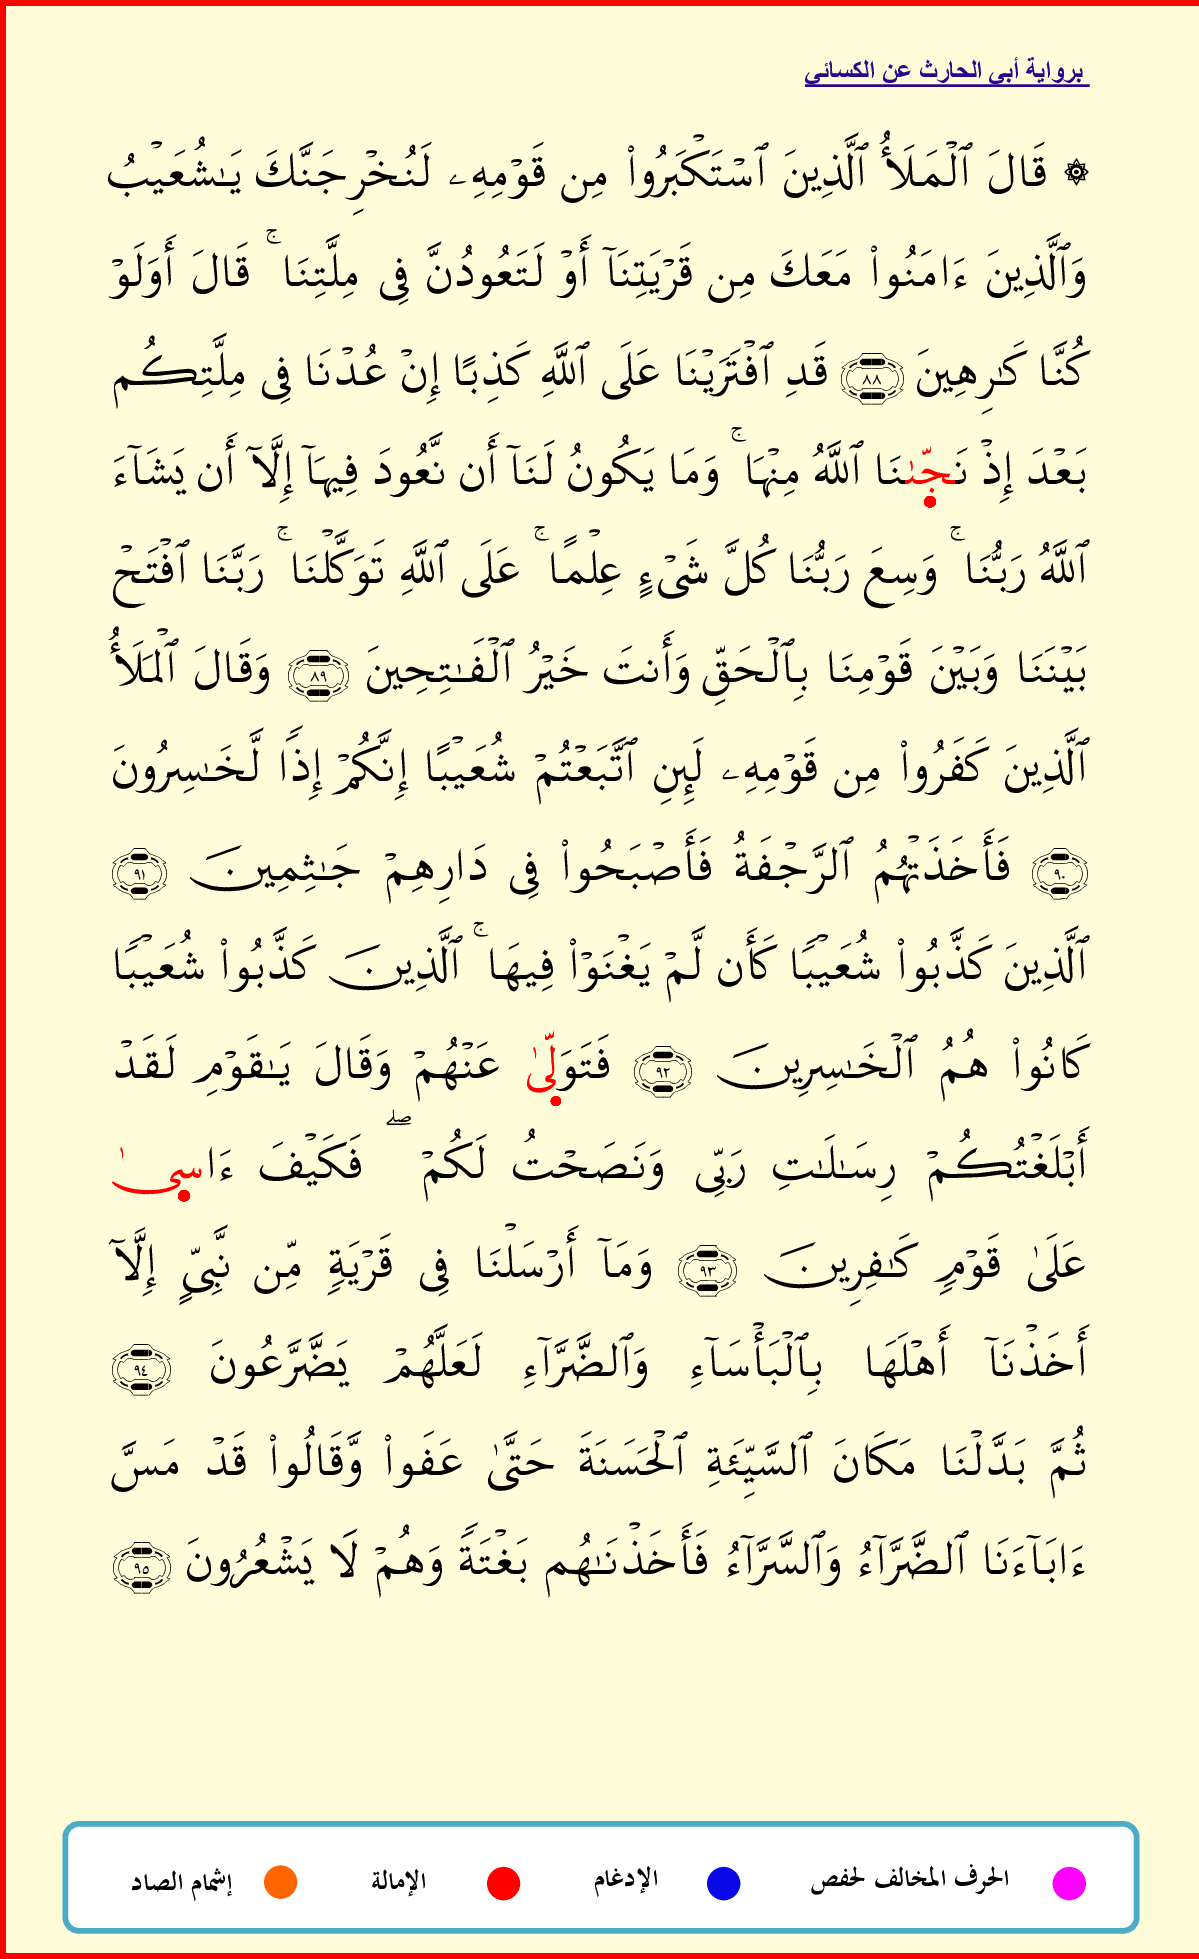 برواية أبي الحارث عن الكسائي
۞ قَالَ ٱلۡمَلَأُ ٱلَّذِينَ ٱسۡتَكۡبَرُواْ مِن قَوۡمِهِۦ لَنُخۡرِجَنَّكَ يَـٰشُعَيۡبُ
وَٱلَّذِينَ ءَامَنُواْ مَعَكَ مِن قَرۡيَتِنَآ أَوۡ لَتَعُودُنَّ فِى مِلَّتِنَا ۚ قَالَ أَوَلَوۡ
كُنَّا كَـٰرِهِينَ ٨٨ قَدِ ٱفۡتَرَيۡنَا عَلَى ٱللَّهِ كَذِبًا إِنۡ عُدۡنَا فِى مِلَّتِكُم
بَعۡدَ إِذۡ نَجّٜىٰنَا ٱللَّهُ مِنۡهَا ۚ وَمَا يَكُونُ لَنَآ أَن نَّعُودَ فِيهَآ إِلَّآ أَن يَشَآءَ
ٱللَّهُ رَبُّنَا ۚ وَسِعَ رَبُّنَا كُلَّ شَىۡءٍ عِلۡمًا ۚ عَلَى ٱللَّهِ تَوَكَّلۡنَا ۚ رَبَّنَا ٱفۡتَحۡ
بَيۡنَنَا وَبَيۡنَ قَوۡمِنَا بِٱلۡحَقِّ وَأَنتَ خَيۡرُ ٱلۡفَـٰتِحِينَ ٨٩ وَقَالَ ٱلۡمَلَأُ
ٱلَّذِينَ كَفَرُواْ مِن قَوۡمِهِۦ لَئِنِ ٱتَّبَعۡتُمۡ شُعَيۡبًا إِنَّكُمۡ إِذًا لَّخَـٰسِرُونَ
٩٠ فَأَخَذَتۡهُمُ ٱلرَّجۡفَةُ فَأَصۡبَحُواْ فِى دَارِهِمۡ جَـٰثِمِينَ ٩١
ٱلَّذِينَ كَذَّبُواْ شُعَيۡبًا كَأَن لَّمۡ يَغۡنَوۡاْ فِيهَا ۚ ٱلَّذِينَ كَذَّبُواْ شُعَيۡبًا
كَانُواْ هُمُ ٱلۡخَـٰسِرِينَ ٩٢ فَتَوَلّٜىٰ عَنۡهُمۡ وَقَالَ يَـٰقَوۡمِ لَقَدۡ
أَبۡلَغۡتُكُمۡ رِسَـٰلَـٰتِ رَبِّى وَنَصَحۡتُ لَكُمۡ ۖ فَكَيۡفَ ءَاسٜىٰ
عَلَىٰ قَوۡمٍ كَـٰفِرِينَ ٩٣ وَمَآ أَرۡسَلۡنَا فِى قَرۡيَةٍ مِّن نَّبِىٍّ إِلَّآ
أَخَذۡنَآ أَهۡلَهَا بِٱلۡبَأۡسَآءِ وَٱلضَّرَّآءِ لَعَلَّهُمۡ يَضَّرَّعُونَ ٩٤
ثُمَّ بَدَّلۡنَا مَكَانَ ٱلسَّيِّئَةِ ٱلۡحَسَنَةَ حَتَّىٰ عَفَواْ وَّقَالُواْ قَدۡ مَسَّ
ءَابَآءَنَا ٱلضَّرَّآءُ وَٱلسَّرَّآءُ فَأَخَذۡنَـٰهُم بَغۡتَةً وَهُمۡ لَا يَشۡعُرُونَ ٩٥
الحرف المخالف لحفص الإدغام الإمالة إشمام الصاد